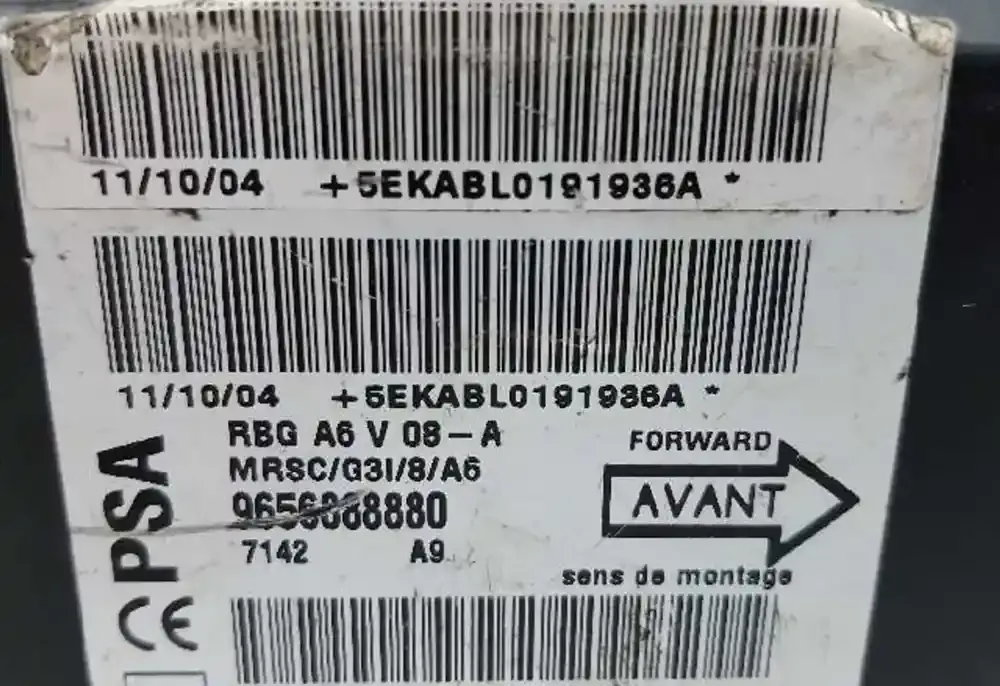 11/10/04 +5EKABL0191936A *
11/10/04 +5EKABL0191936A *
RBG A6 V 08-A
MRSC/G3I/8/A6
9656868880
7142 A9
FORWARD
AVANT
sens de montage
PSA
CE